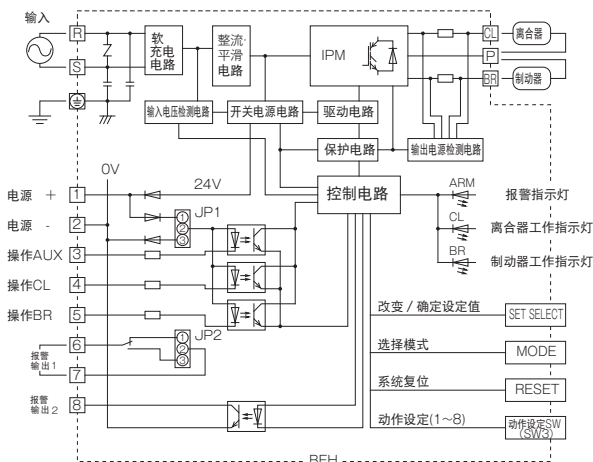 输入
R
S
软
充电
电路
整流·
平滑
电路
IPM
CL
P
BR
离合器
制动器
输入电压检测电路
开关电源电路
驱动电路
保护电路
输出电源检测电路
0V
24V
控制电路
电源 +
1
电源 -
2
操作AUX
3
操作CL
4
操作BR
5
6
报警
输出1
7
报警
输出2
8
JP1
1
2
3
JP2
1
2
3
ARM
报警指示灯
CL
离合器工作指示灯
BR
制动器工作指示灯
改变 / 确定设定值
SET SELECT
选择模式
MODE
系统复位
RESET
动作设定(1~8)
动作设定SW
(SW3)
BEH